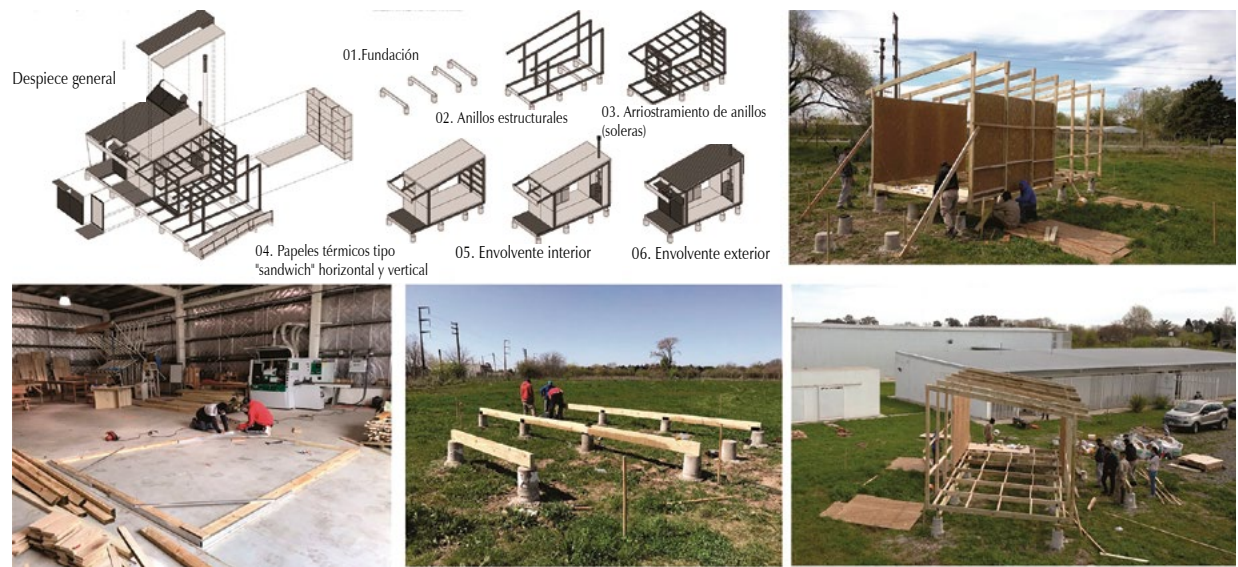 Despiece general
01.Fundación
02. Anillos estructurales
03. Arriostramiento de anillos
(soleras)
04. Papeles térmicos tipo
"sandwich" horizontal y vertical
05. Envolvente interior
06. Envolvente exterior